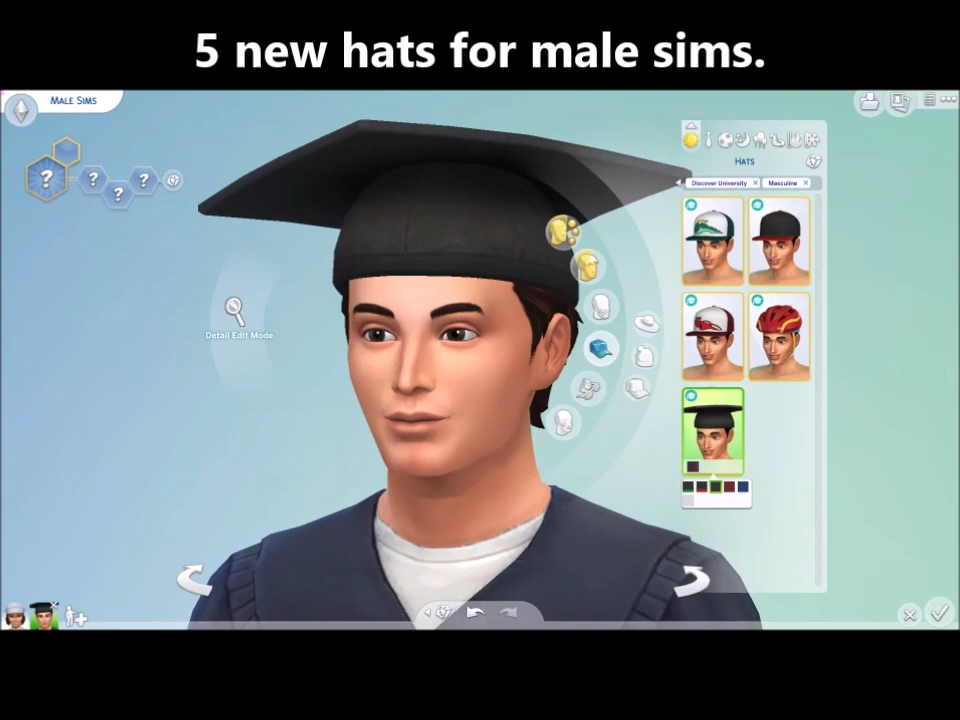 5 new hats for male sims.
MALE SIMS
? ? ? ?
HATS
Discover University X Masculine X
Detail Edit Mode